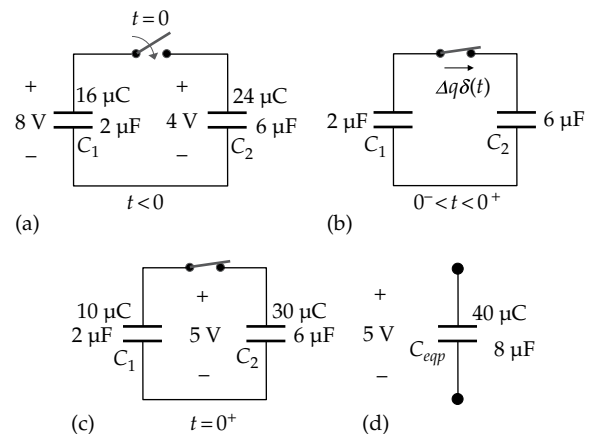 t = 0
+ 16 µC + 24 µC
8 V 2 µF 4 V 6 µF
– C1 – C2
t < 0
(a)
Δqδ(t)
2 µF 6 µF
C1 C2
0– < t < 0+
(b)
10 µC + 30 µC
2 µF 5 V 6 µF
C1 – C2
(c) t = 0+
+ 40 µC
5 V Ceqp 8 µF
–
(d)